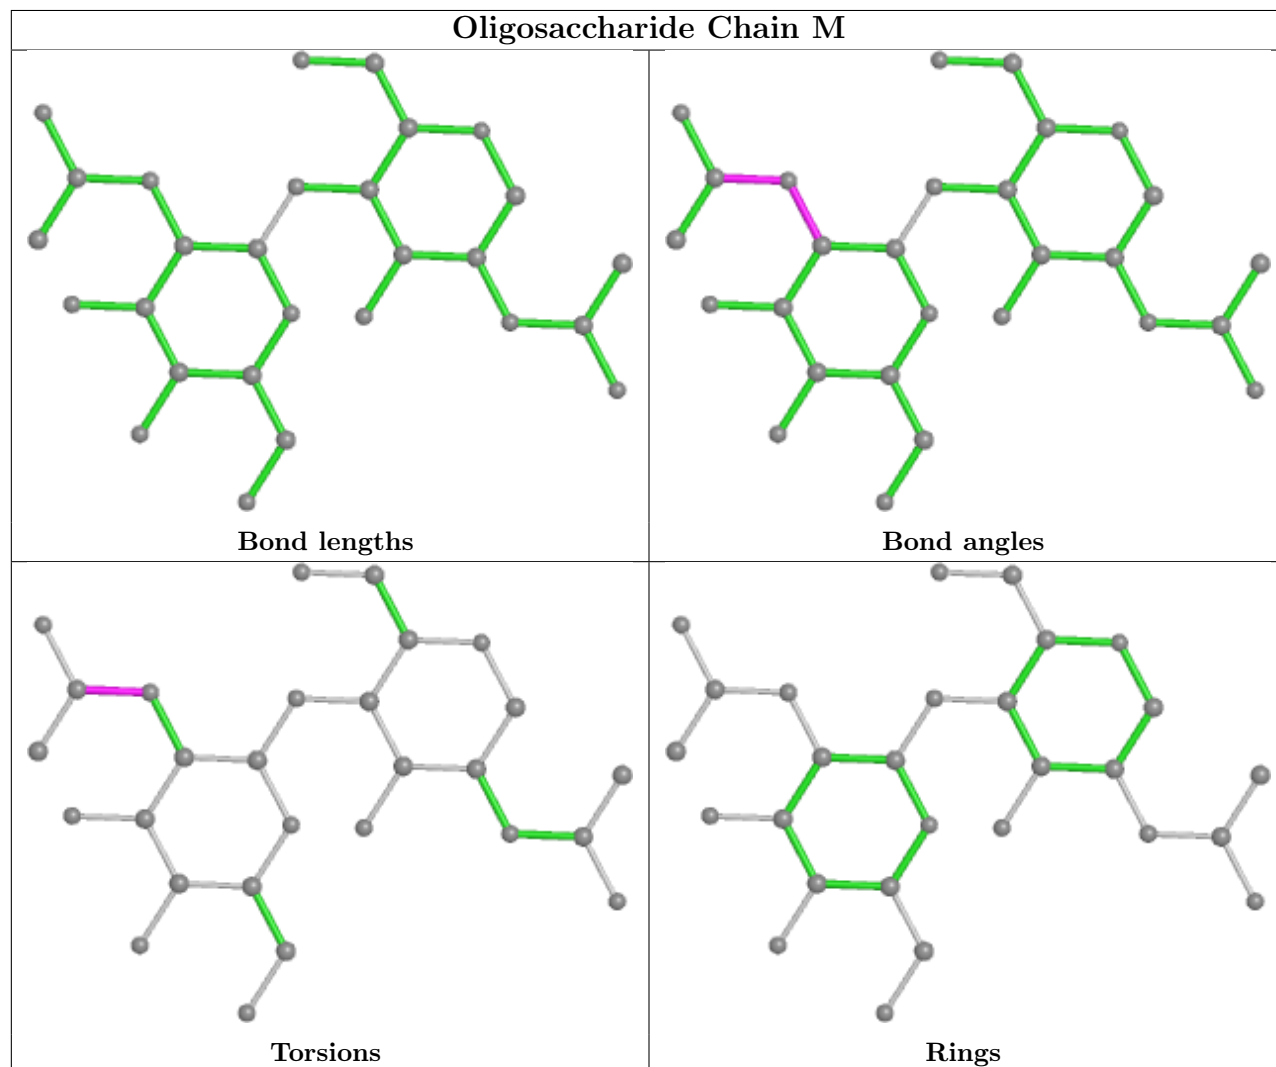 Oligosaccharide Chain M
Bond lengths
Bond angles
Torsions
Rings